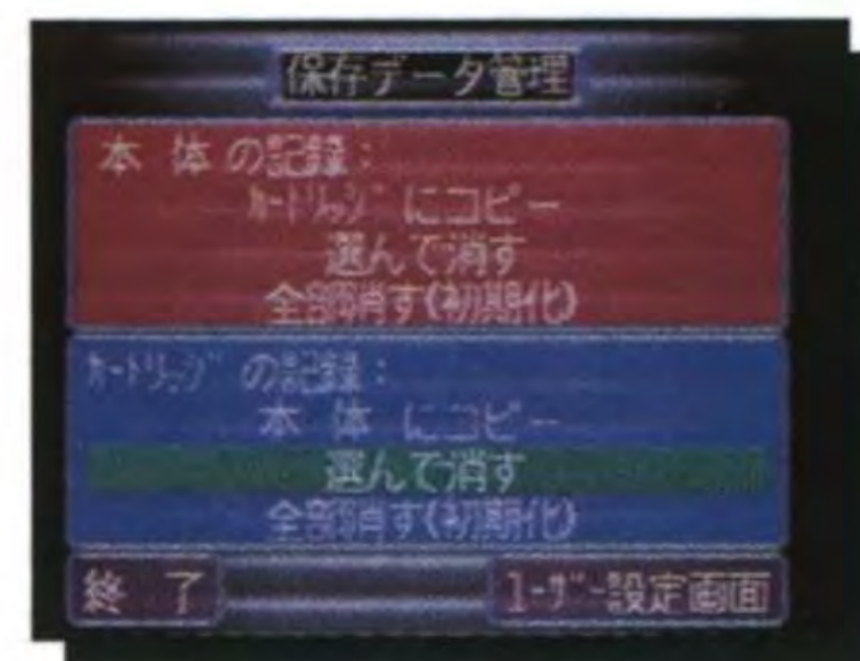 保存データ管理
本 体 の記録：
ｶｰﾄﾘｯｼﾞ にコピー
選んで消す
全部消す(初期化)
ｶｰﾄﾘｯｼﾞ の記録：
本 体 にコピー
選んで消す
全部消す(初期化)
終 了
ﾕｰｻﾞｰ設定画面